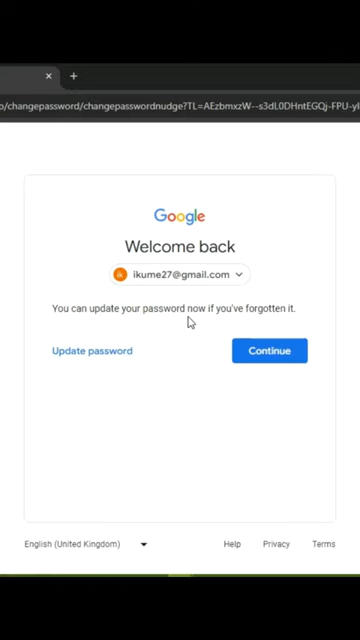 o/changepassword/changepasswordnudge?TL=AEzbmxzW--s3dL0DHntEGQj-FPU-yl
Google
Welcome back
ik ikume27@gmail.com
You can update your password now if you've forgotten it.
Update password Continue
English (United Kingdom) Help Privacy Terms